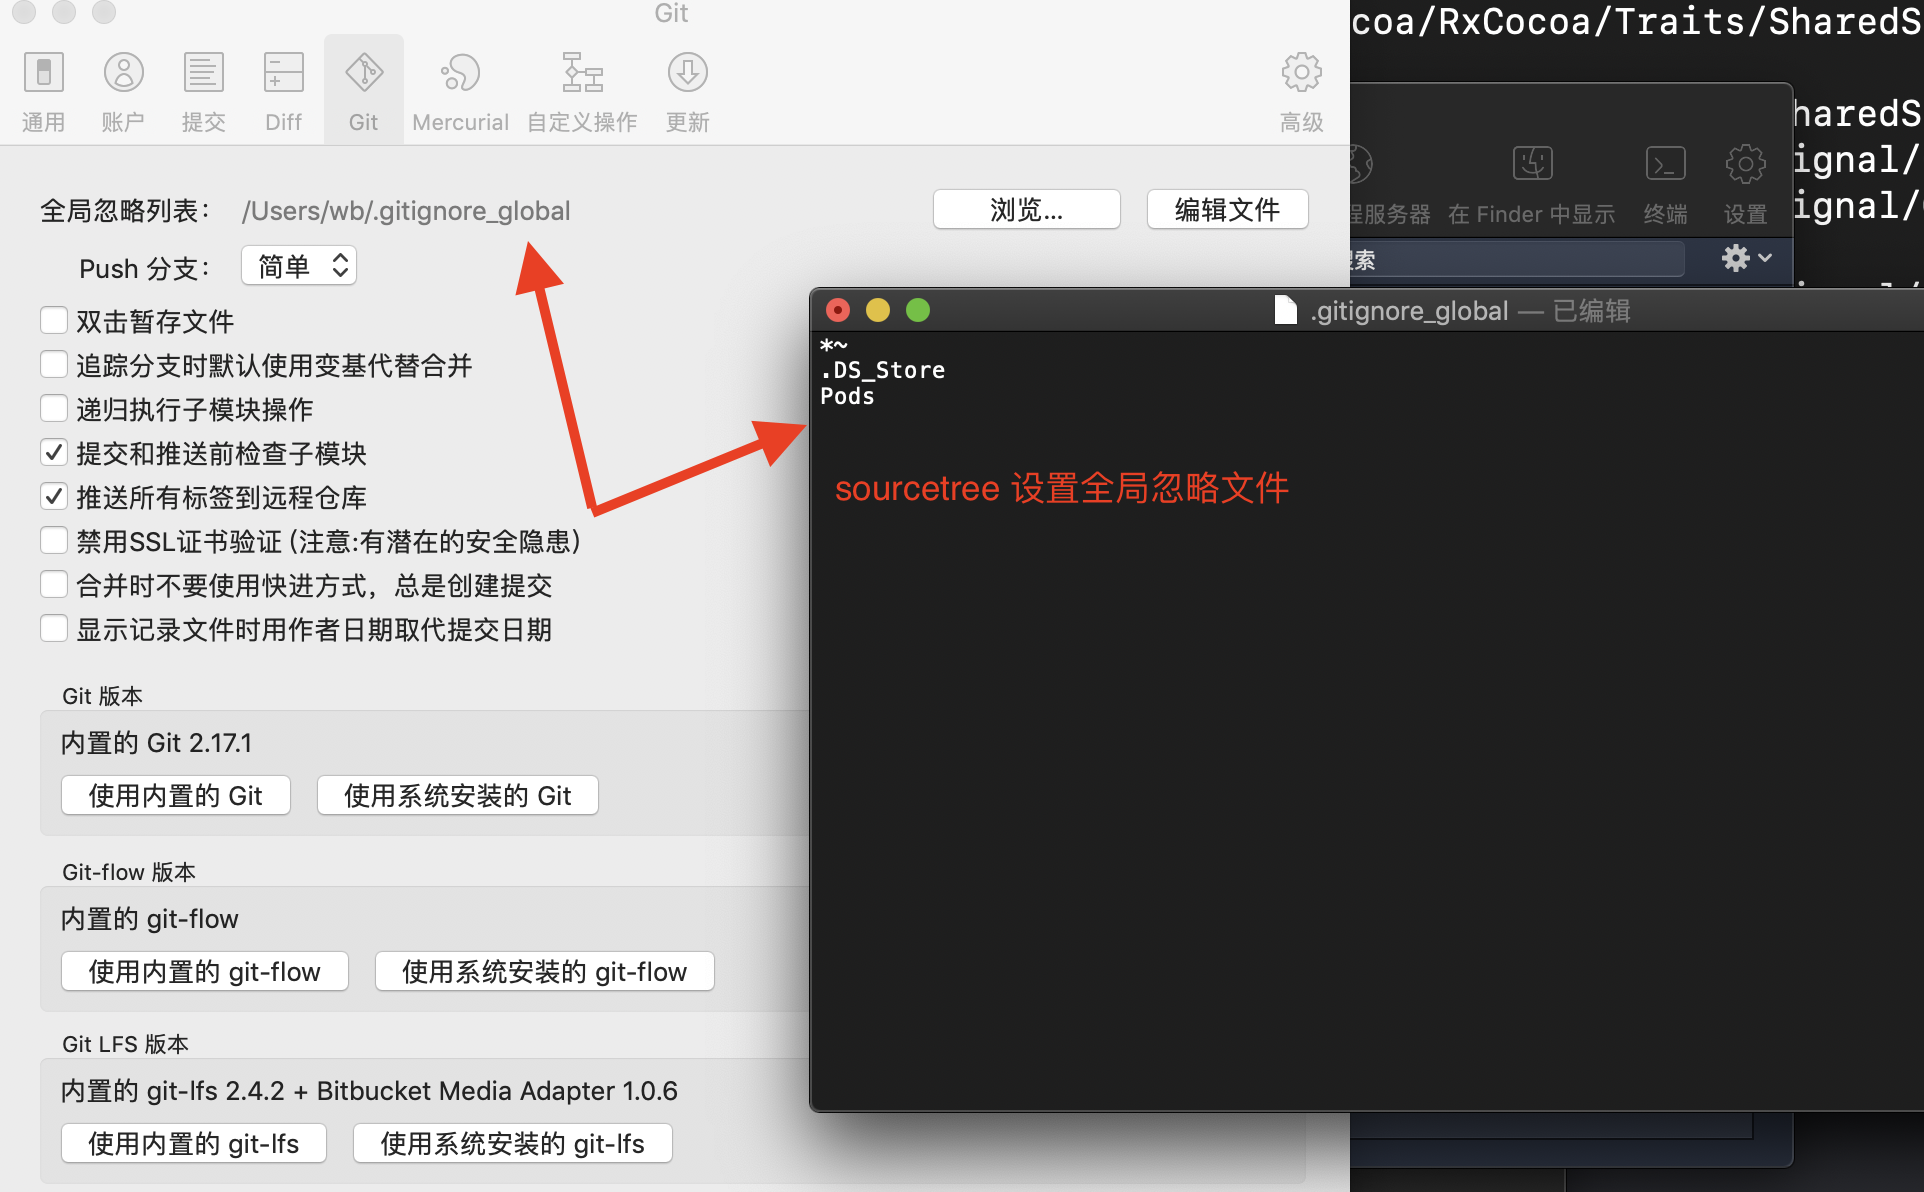 Git
通用
账户
提交
Diff
Git
Mercurial
自定义操作
更新
高级
全局忽略列表：
/Users/wb/.gitignore_global
浏览...
编辑文件
Push 分支：
简单
双击暂存文件
追踪分支时默认使用变基代替合并
递归执行子模块操作
提交和推送前检查子模块
推送所有标签到远程仓库
禁用SSL证书验证 (注意:有潜在的安全隐患)
合并时不要使用快进方式，总是创建提交
显示记录文件时用作者日期取代提交日期
Git 版本
内置的 Git 2.17.1
使用内置的 Git
使用系统安装的 Git
Git-flow 版本
内置的 git-flow
使用内置的 git-flow
使用系统安装的 git-flow
Git LFS 版本
内置的 git-lfs 2.4.2 + Bitbucket Media Adapter 1.0.6
使用内置的 git-lfs
使用系统安装的 git-lfs
coa/RxCocoa/Traits/SharedS
haredS
ignal/
ignal/
程服务器
在 Finder 中显示
终端
设置
搜索
.gitignore_global — 已编辑
*~
.DS_Store
Pods
sourcetree 设置全局忽略文件